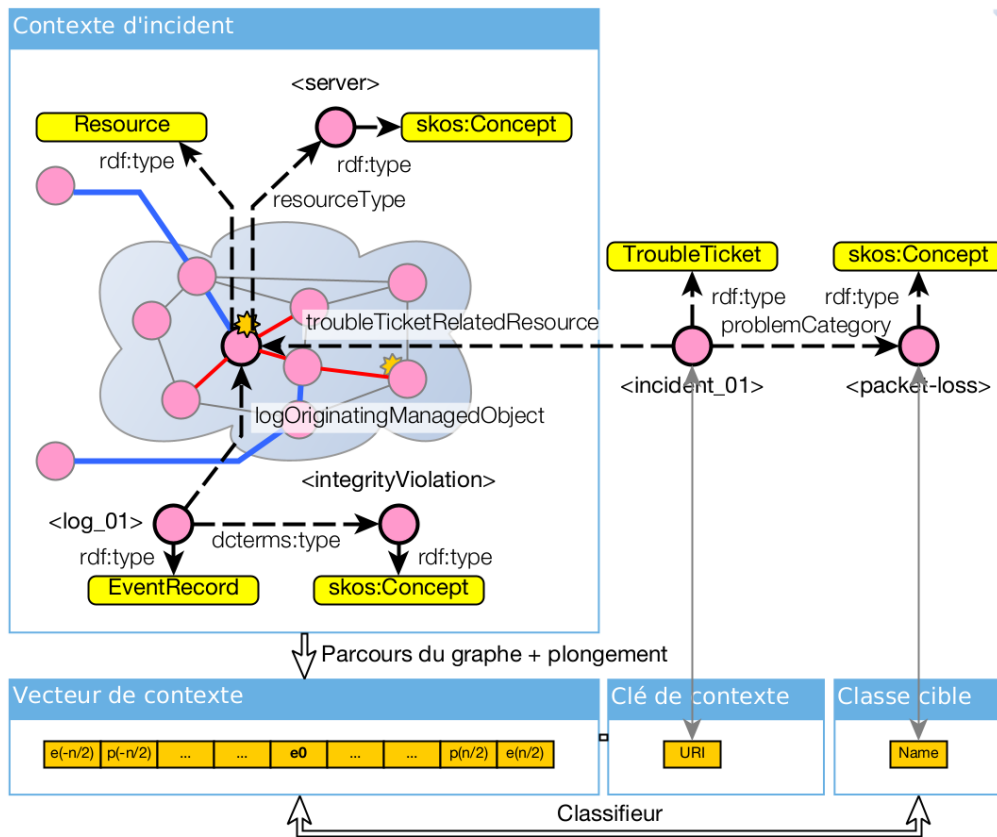 Contexte d'incident
<server>
Resource
skos:Concept
rdf:type
rdf:type
resourceType
TroubleTicket
skos:Concept
rdf:type
rdf:type
troubleTicketRelatedResource
problemCategory
<incident_01>
<packet-loss>
logOriginatingManagedObject
<integrityViolation>
<log_01>
dcterms:type
rdf:type
rdf:type
EventRecord
skos:Concept
Parcours du graphe + plongement
Vecteur de contexte
Clé de contexte
Classe cible
e(-n/2) p(-n/2) ... ... e0 ... ... p(n/2) e(n/2)
URI
Name
Classifieur